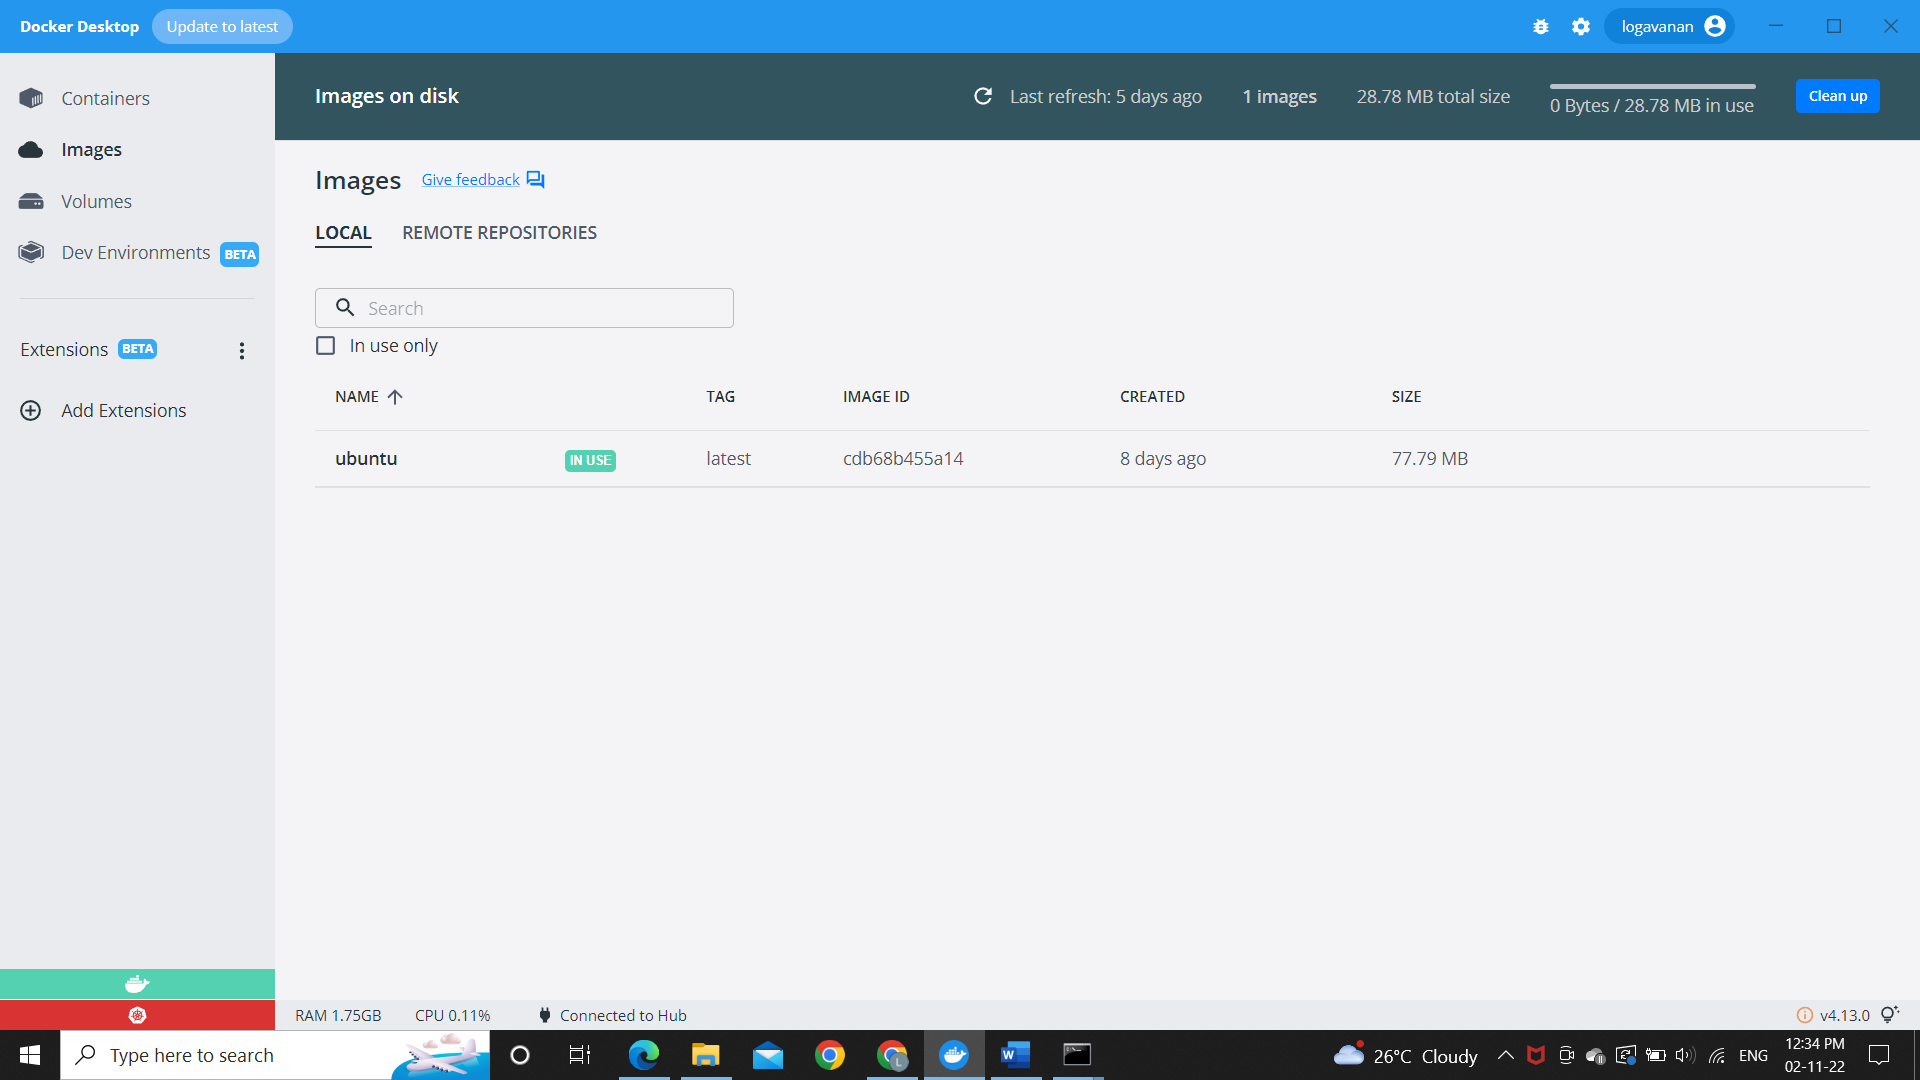 Docker Desktop Update to latest logavanan
Containers
Images
Volumes
Dev Environments BETA
Extensions BETA
Add Extensions
Images on disk Last refresh: 5 days ago 1 images 28.78 MB total size 0 Bytes / 28.78 MB in use Clean up
Images Give feedback
LOCAL REMOTE REPOSITORIES
Search
In use only
NAME TAG IMAGE ID CREATED SIZE
ubuntu IN USE latest cdb68b455a14 8 days ago 77.79 MB
RAM 1.75GB CPU 0.11% Connected to Hub v4.13.0
Type here to search 26°C Cloudy ENG 12:34 PM
02-11-22